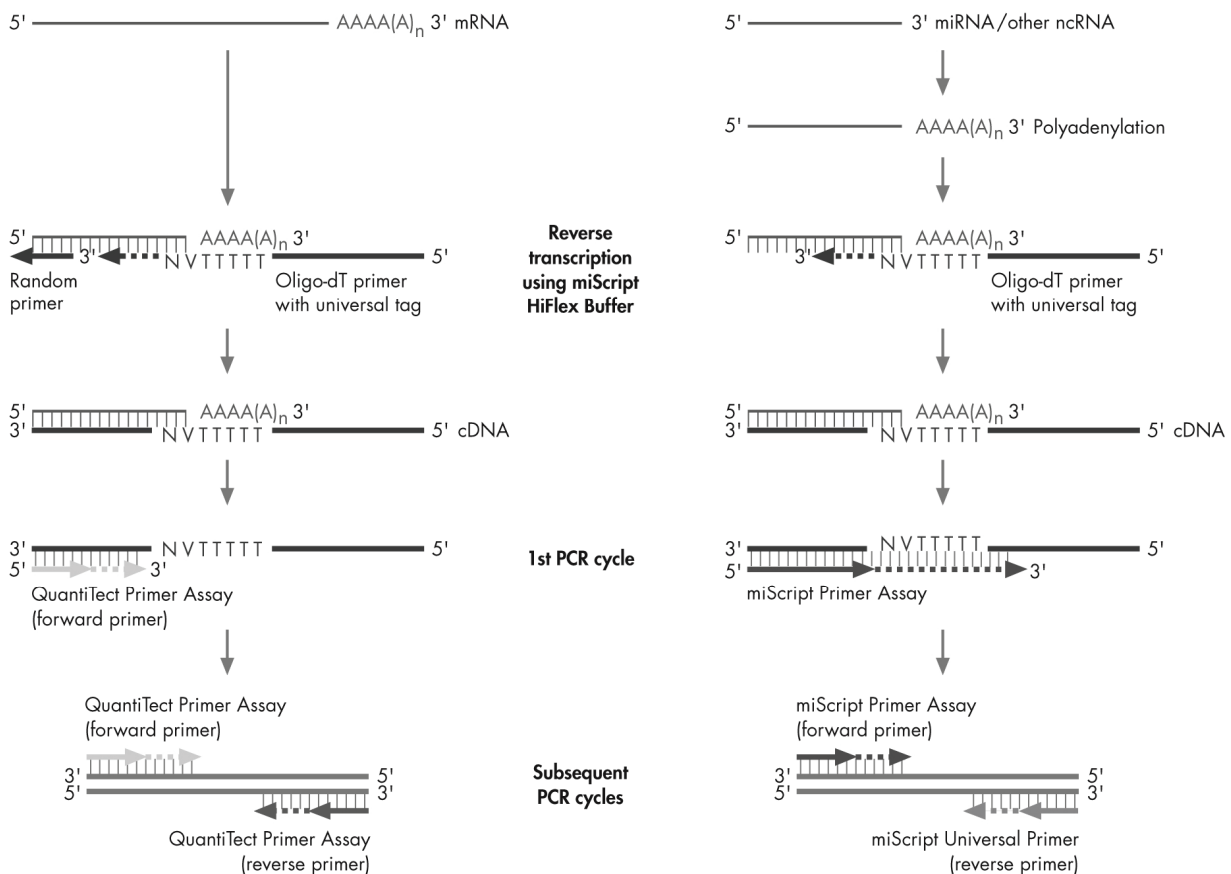 5' AAAA(A)n 3' mRNA
5' 3' miRNA/other ncRNA
5' AAAA(A)n 3' Polyadenylation
5' AAAA(A)n 3'
3' N V T T T T T
Random
primer
Oligo-dT primer
with universal tag
Reverse
transcription
using miScript
HiFlex Buffer
5' AAAA(A)n 3'
3' N V T T T T T 5'
Oligo-dT primer
with universal tag
5' AAAA(A)n 3'
3' N V T T T T T 5' cDNA
5' AAAA(A)n 3'
3' N V T T T T T 5' cDNA
3' N V T T T T T 5'
5' 3'
QuantiTect Primer Assay
(forward primer)
1st PCR cycle
3' N V T T T T T 5'
5' 3'
miScript Primer Assay
QuantiTect Primer Assay
(forward primer)
3' 5'
5' 3'
QuantiTect Primer Assay
(reverse primer)
Subsequent
PCR cycles
miScript Primer Assay
(forward primer)
3' 5'
5' 3'
miScript Universal Primer
(reverse primer)